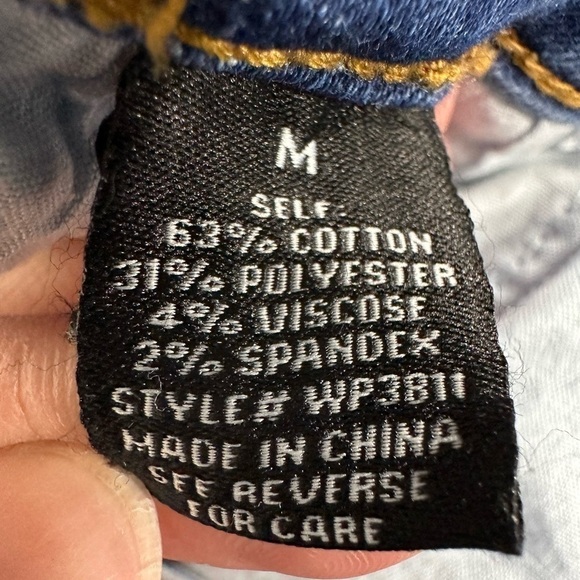 M
SELF:
63% COTTON
31% POLYESTER
4% VISCOSE
2% SPANDEX
STYLE# WP3811
MADE IN CHINA
SEE REVERSE
FOR CARE